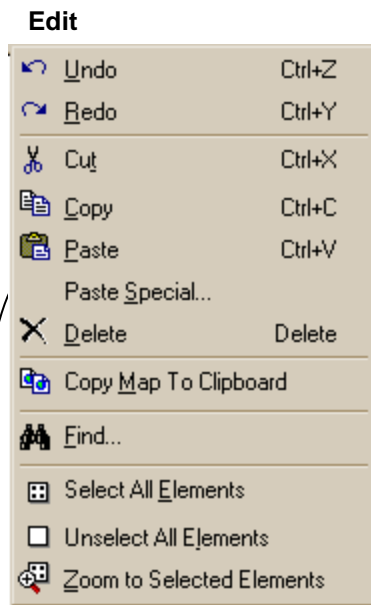 Edit
Undo Ctrl+Z
Redo Ctrl+Y
Cut Ctrl+X
Copy Ctrl+C
Paste Ctrl+V
Paste Special...
Delete Delete
Copy Map To Clipboard
Find...
Select All Elements
Unselect All Elements
Zoom to Selected Elements